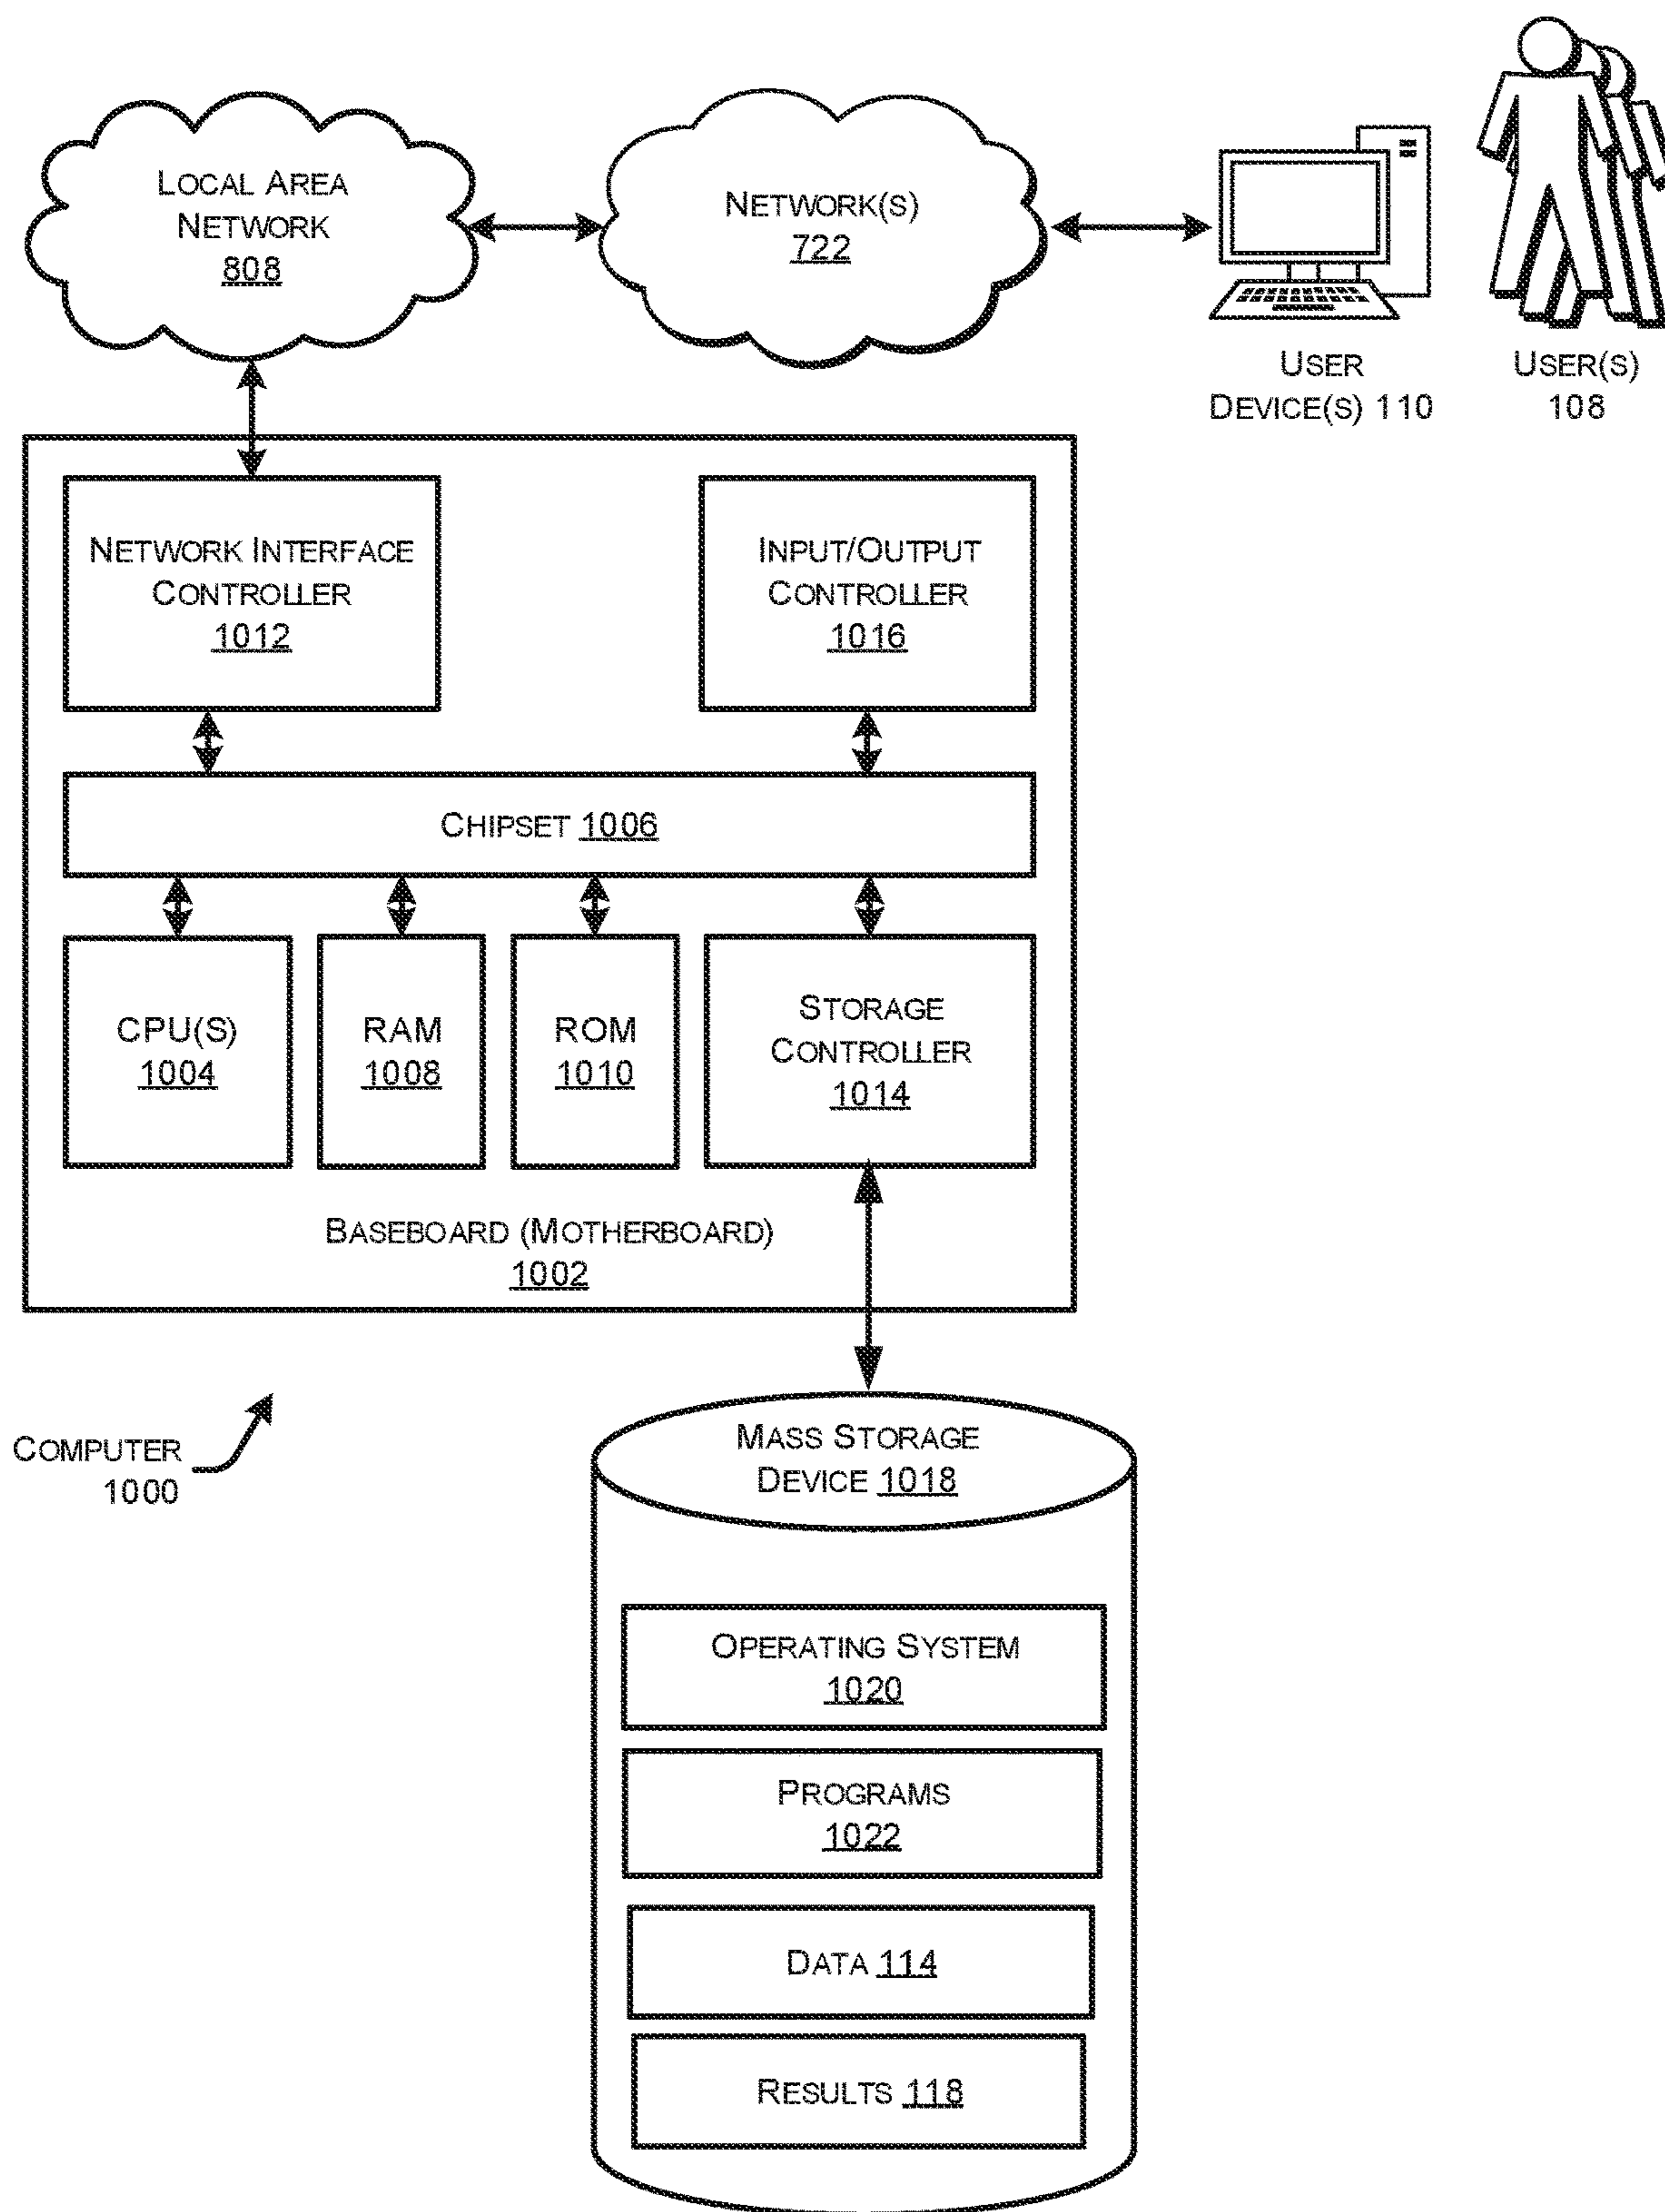 LOCAL AREA
NETWORK
808
NETWORK(S)
722
USER
DEVICE(S) 110
USER(S)
108
NETWORK INTERFACE
CONTROLLER
1012
INPUT/OUTPUT
CONTROLLER
1016
CHIPSET 1006
CPU(S)
1004
RAM
1008
ROM
1010
STORAGE
CONTROLLER
1014
BASEBOARD (MOTHERBOARD)
1002
COMPUTER
1000
MASS STORAGE
DEVICE 1018
OPERATING SYSTEM
1020
PROGRAMS
1022
DATA 114
RESULTS 118